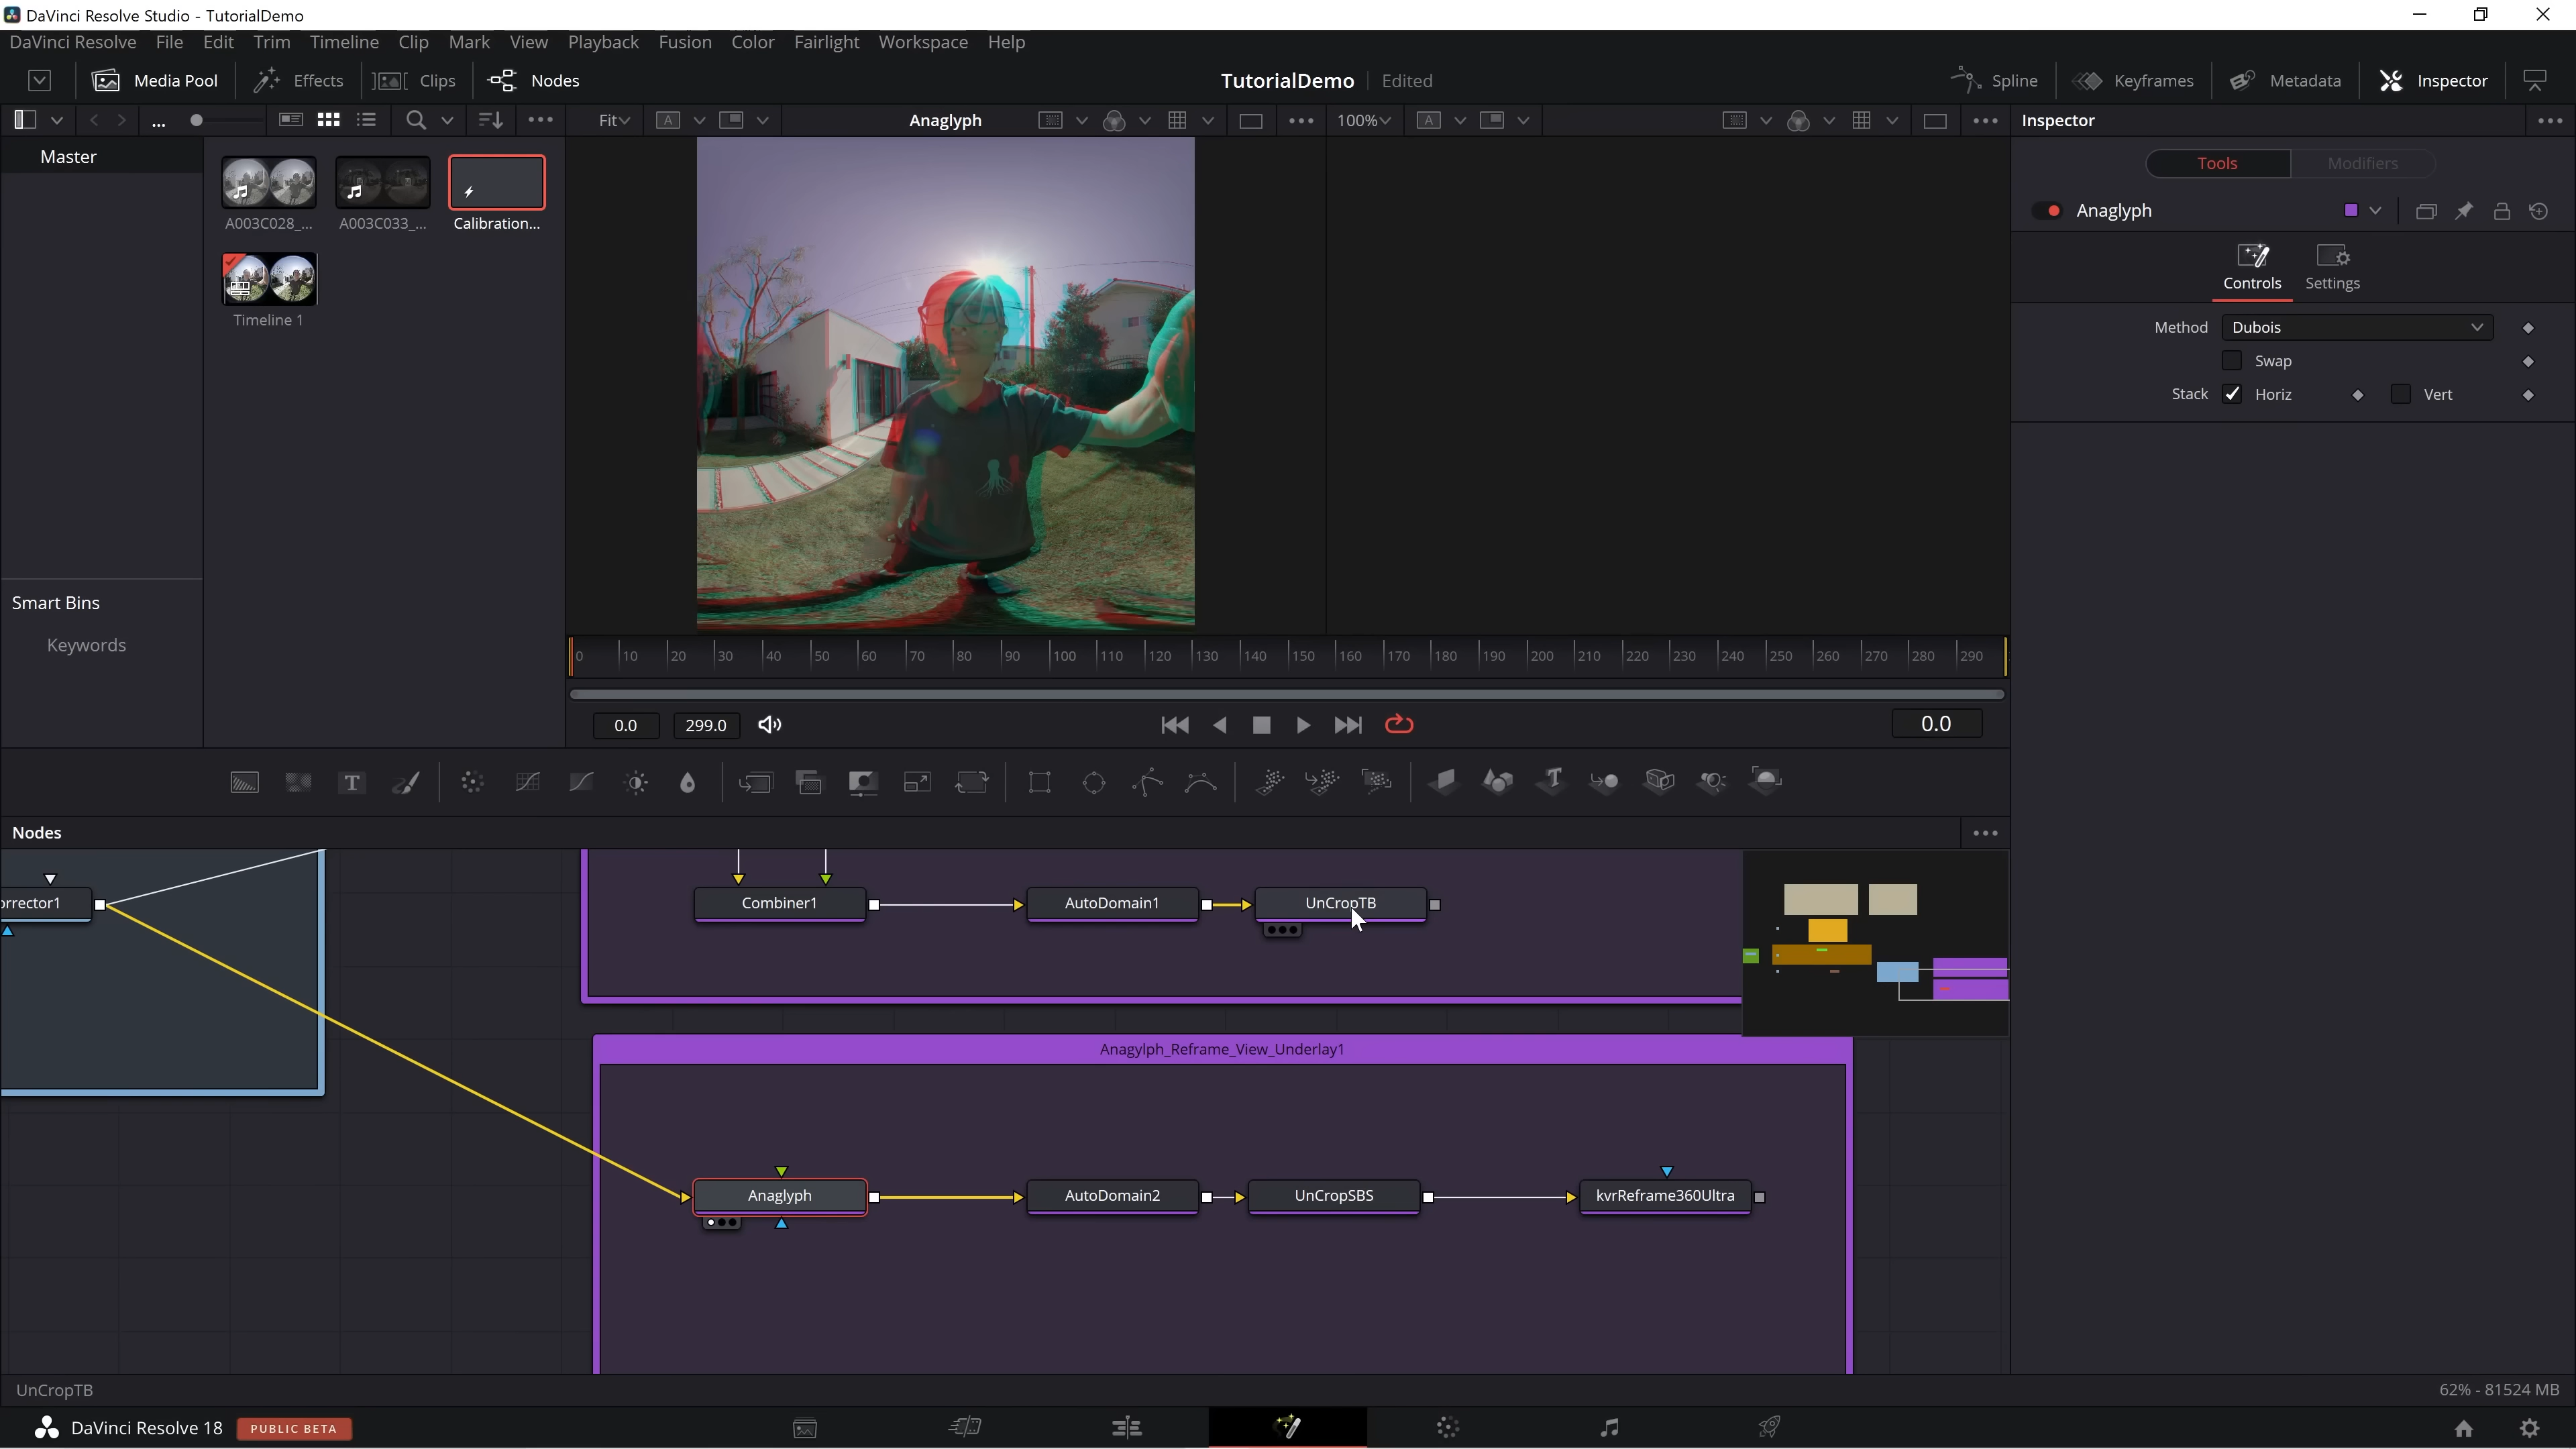 DaVinci Resolve Studio - TutorialDemo
DaVinci Resolve File Edit Trim Timeline Clip Mark View Playback Fusion Color Fairlight Workspace Help
Media Pool Effects Clips Nodes TutorialDemo Edited Spline Keyframes Metadata Inspector
... Fit A Anaglyph 100% A Inspector
Master
Tools Modifiers
Anaglyph
A003C028_... A003C033_... Calibration...
Controls Settings
Timeline 1
Method Dubois
Swap
Stack Horiz Vert
Smart Bins
Keywords
0 10 20 30 40 50 60 70 80 90 100 110 120 130 140 150 160 170 180 190 200 210 220 230 240 250 260 270 280 290
0.0 299.0 0.0
T T
Nodes
orrector1 Combiner1 AutoDomain1 UnCropTB
Anagylph_Reframe_View_Underlay1
Anaglyph AutoDomain2 UnCropSBS kvrReframe360Ultra
UnCropTB 62% - 81524 MB
DaVinci Resolve 18 PUBLIC BETA